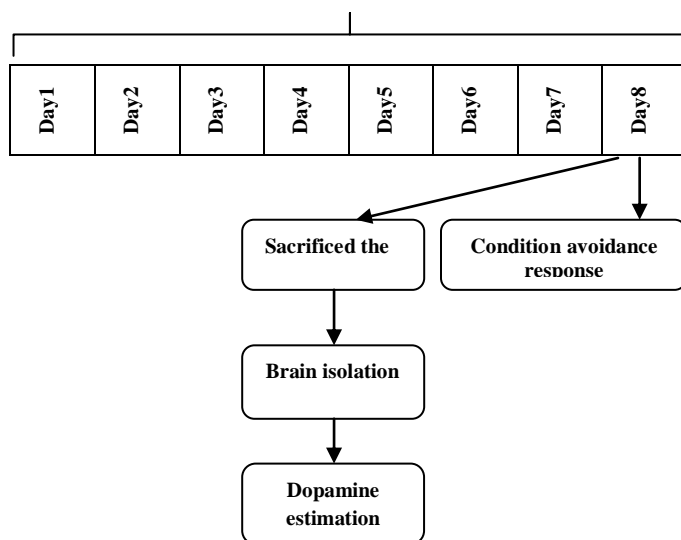 Day1
Day2
Day3
Day4
Day5
Day6
Day7
Day8
Sacrificed the
Condition avoidance
response
Brain isolation
Dopamine
estimation